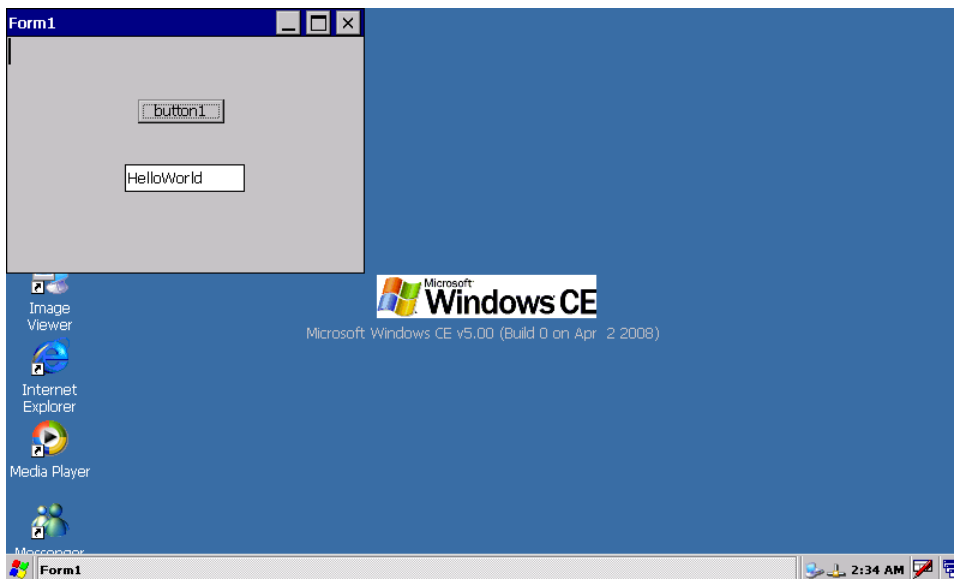 Form1
button1
HelloWorld
Microsoft
Windows CE
Microsoft Windows CE v5.00 (Build 0 on Apr 2 2008)
Image
Viewer
Internet
Explorer
Media Player
Messenger
Form1
2:34 AM